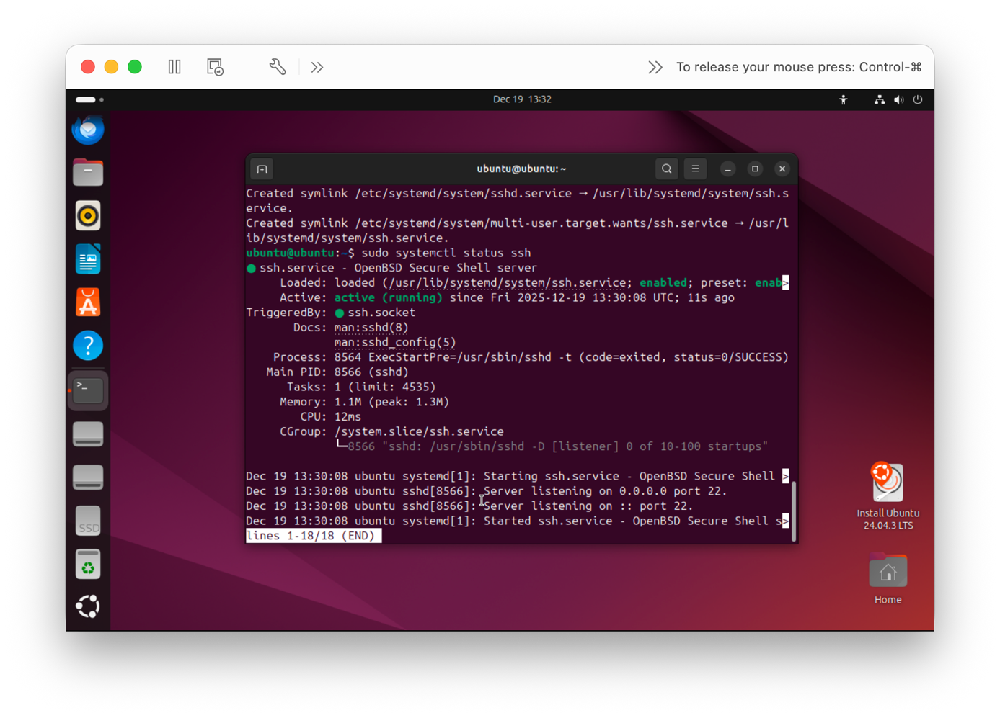 To release your mouse press: Control-⌘
Dec 19 13:32
ubuntu@ubuntu: ~
Created symlink /etc/systemd/system/sshd.service → /usr/lib/systemd/system/ssh.s
ervice.
Created symlink /etc/systemd/system/multi-user.target.wants/ssh.service → /usr/l
ib/systemd/system/ssh.service.
ubuntu@ubuntu:~$ sudo systemctl status ssh
● ssh.service - OpenBSD Secure Shell server
Loaded: loaded (/usr/lib/systemd/system/ssh.service; enabled; preset: enab>
Active: active (running) since Fri 2025-12-19 13:30:08 UTC; 11s ago
TriggeredBy: ● ssh.socket
Docs: man:sshd(8)
man:sshd_config(5)
Process: 8564 ExecStartPre=/usr/sbin/sshd -t (code=exited, status=0/SUCCESS)
Main PID: 8566 (sshd)
Tasks: 1 (limit: 4535)
Memory: 1.1M (peak: 1.3M)
CPU: 12ms
CGroup: /system.slice/ssh.service
└─8566 "sshd: /usr/sbin/sshd -D [listener] 0 of 10-100 startups"
Dec 19 13:30:08 ubuntu systemd[1]: Starting ssh.service - OpenBSD Secure Shell >
Dec 19 13:30:08 ubuntu sshd[8566]: Server listening on 0.0.0.0 port 22.
Dec 19 13:30:08 ubuntu sshd[8566]: Server listening on :: port 22.
Dec 19 13:30:08 ubuntu systemd[1]: Started ssh.service - OpenBSD Secure Shell s>
lines 1-18/18 (END)
SSD
Install Ubuntu
24.04.3 LTS
Home